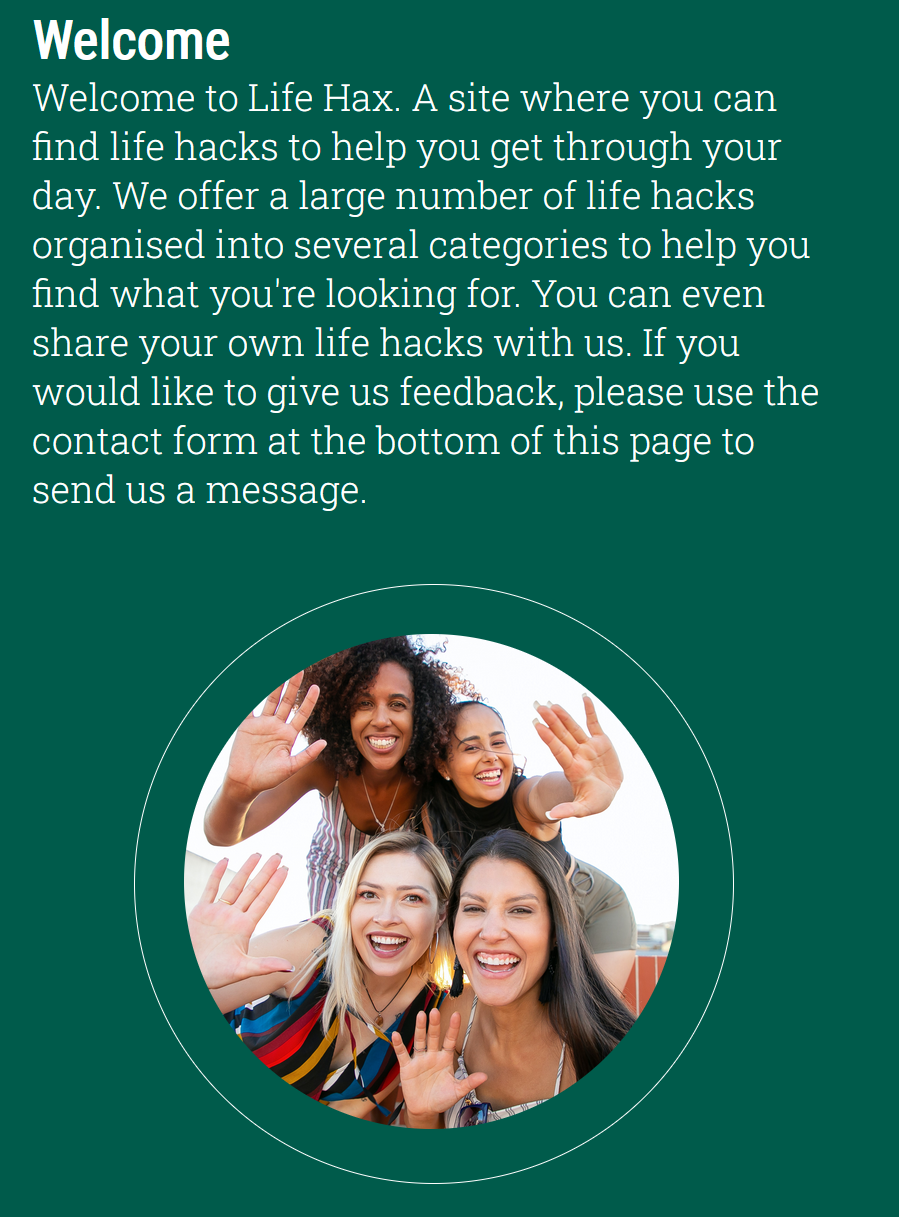 Welcome
Welcome to Life Hax. A site where you can
find life hacks to help you get through your
day. We offer a large number of life hacks
organised into several categories to help you
find what you're looking for. You can even
share your own life hacks with us. If you
would like to give us feedback, please use the
contact form at the bottom of this page to
send us a message.